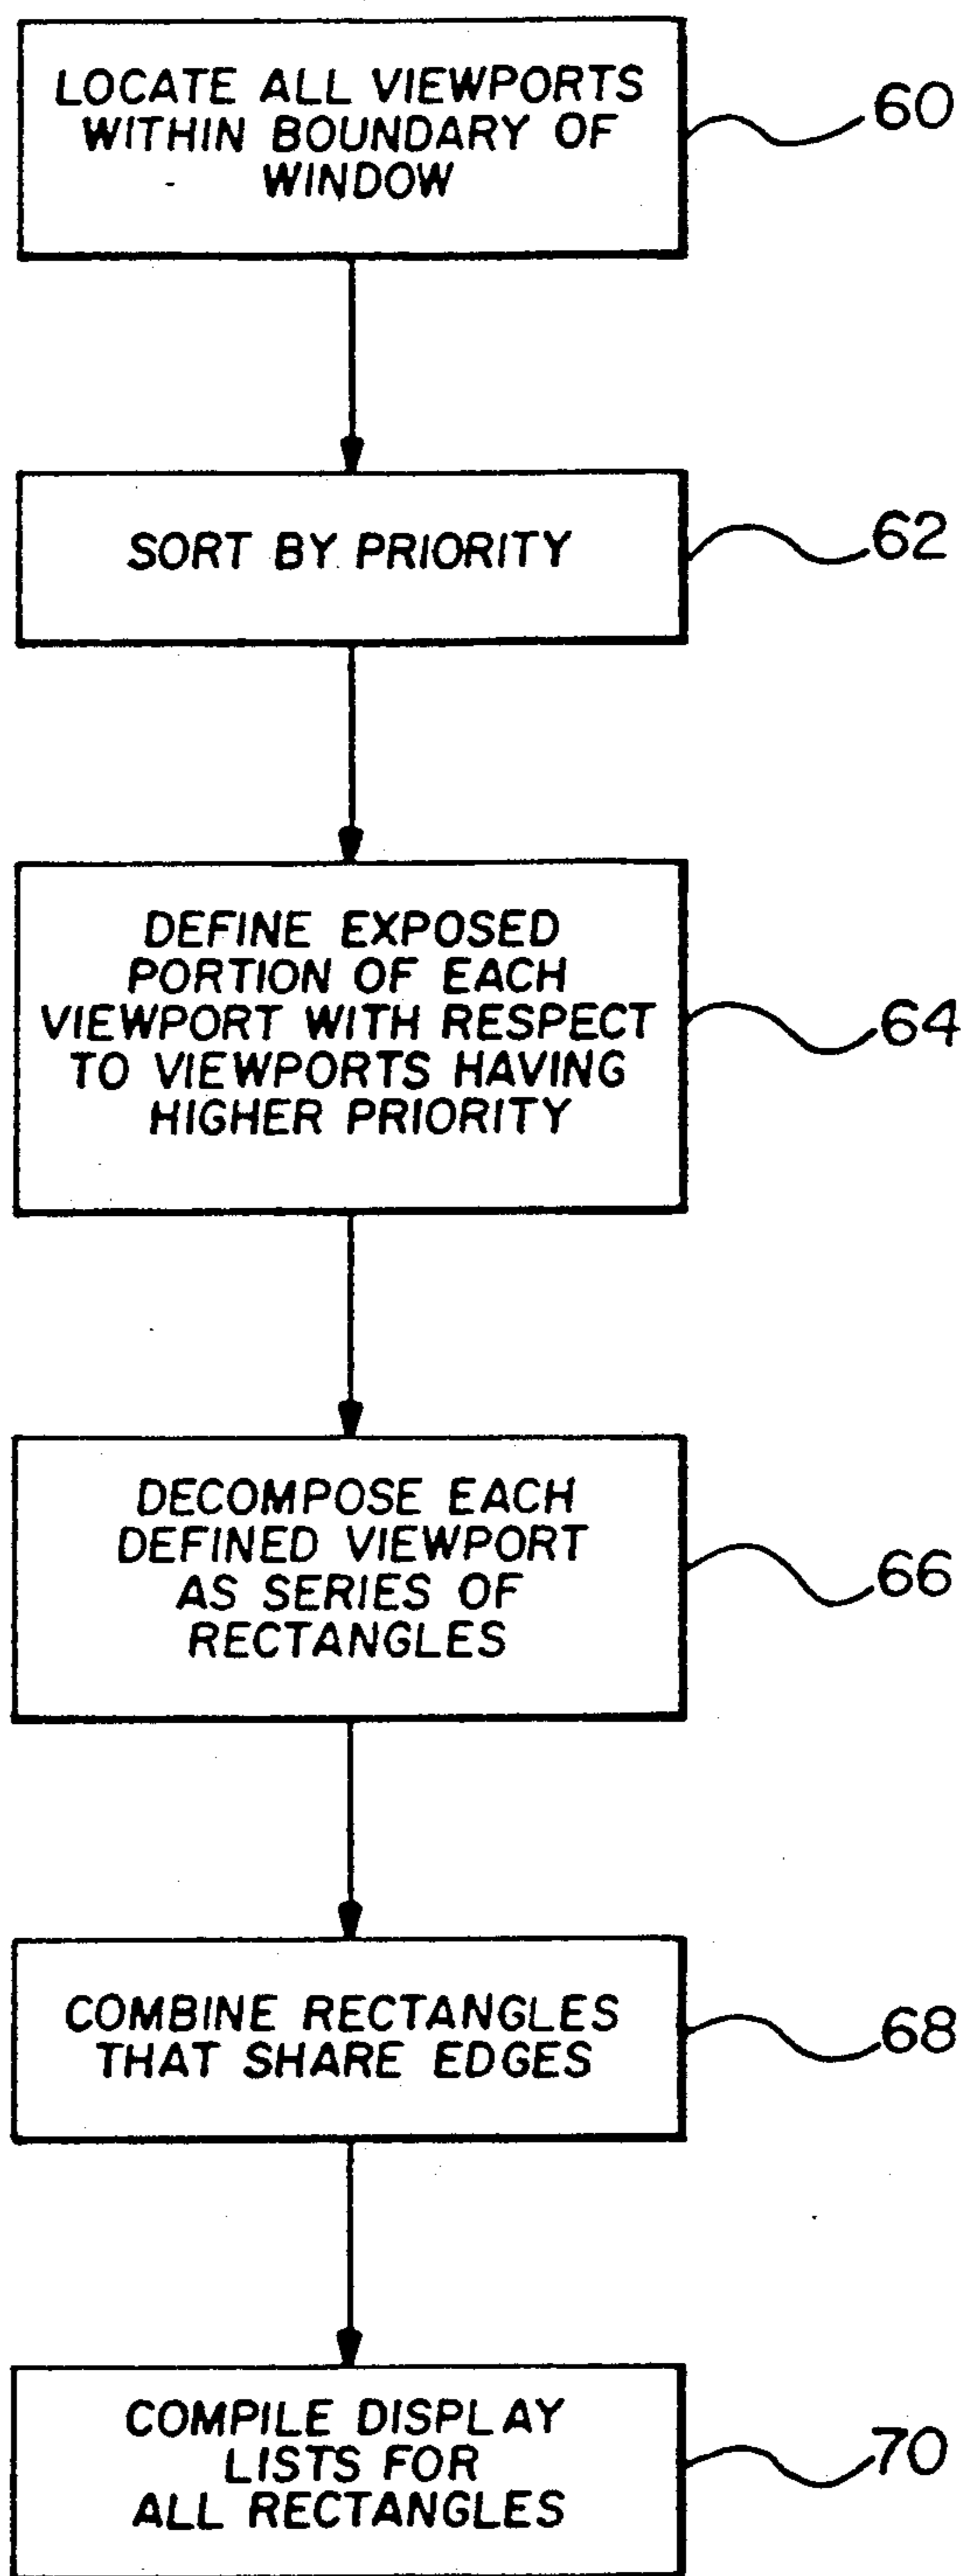 LOCATE ALL VIEWPORTS
WITHIN BOUNDARY OF
WINDOW
60
SORT BY PRIORITY
62
DEFINE EXPOSED
PORTION OF EACH
VIEWPORT WITH RESPECT
TO VIEWPORTS HAVING
HIGHER PRIORITY
64
DECOMPOSE EACH
DEFINED VIEWPORT
AS SERIES OF
RECTANGLES
66
COMBINE RECTANGLES
THAT SHARE EDGES
68
COMPILE DISPLAY
LISTS FOR
ALL RECTANGLES
70